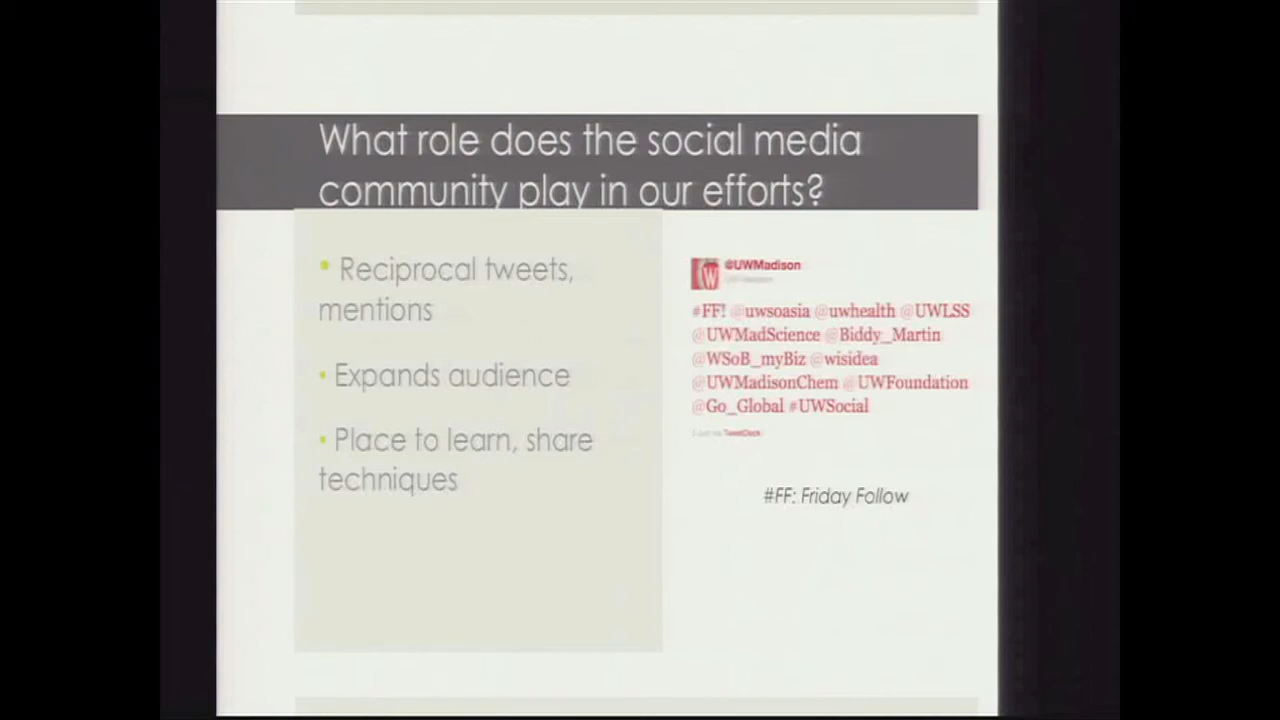 What role does the social media
community play in our efforts?
▪ Reciprocal tweets,
mentions
▪ Expands audience
▪ Place to learn, share
techniques
@UWMadison
#FF! @uwsoasia @uwhealth @UWLSS
@UWMadScience @Biddy_Martin
@WSoB_myBiz @wisidea
@UWMadisonChem @UWFoundation
@Go_Global #UWSocial
TweetDeck
#FF: Friday Follow